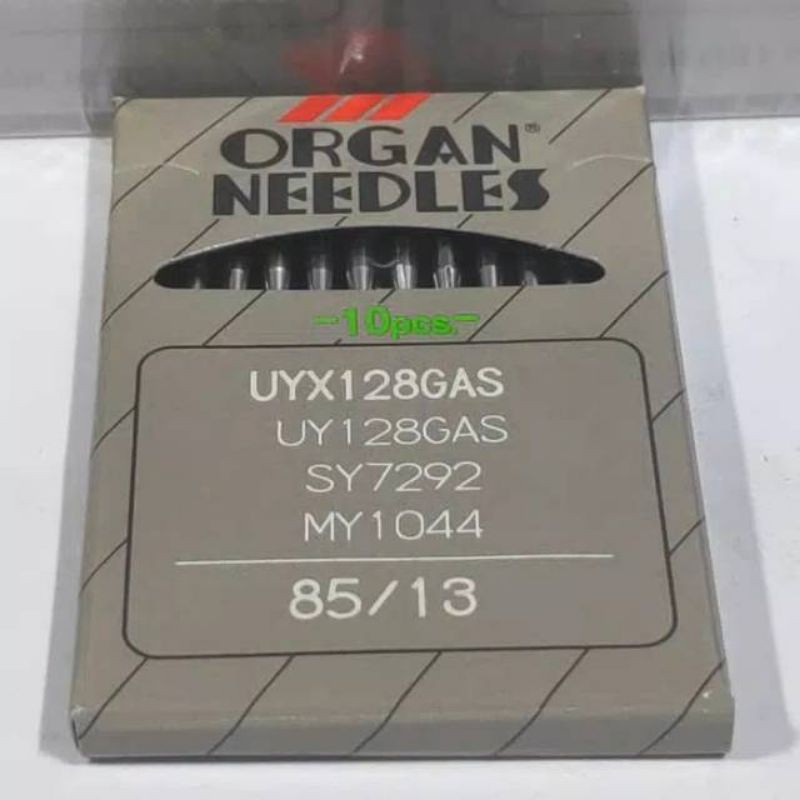 ORGAN®
NEEDLES
-10pcs.-
UYX128GAS
UY128GAS
SY7292
MY1044
85/13